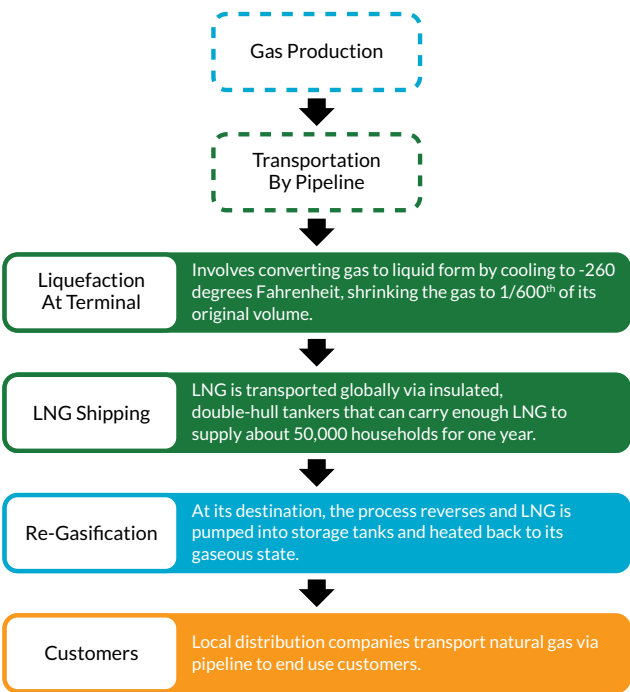 Gas Production
Transportation
By Pipeline
Liquefaction
At Terminal
Involves converting gas to liquid form by cooling to -260
degrees Fahrenheit, shrinking the gas to 1/600th of its
original volume.
LNG Shipping
LNG is transported globally via insulated,
double-hull tankers that can carry enough LNG to
supply about 50,000 households for one year.
Re-Gasification
At its destination, the process reverses and LNG is
pumped into storage tanks and heated back to its
gaseous state.
Customers
Local distribution companies transport natural gas via
pipeline to end use customers.